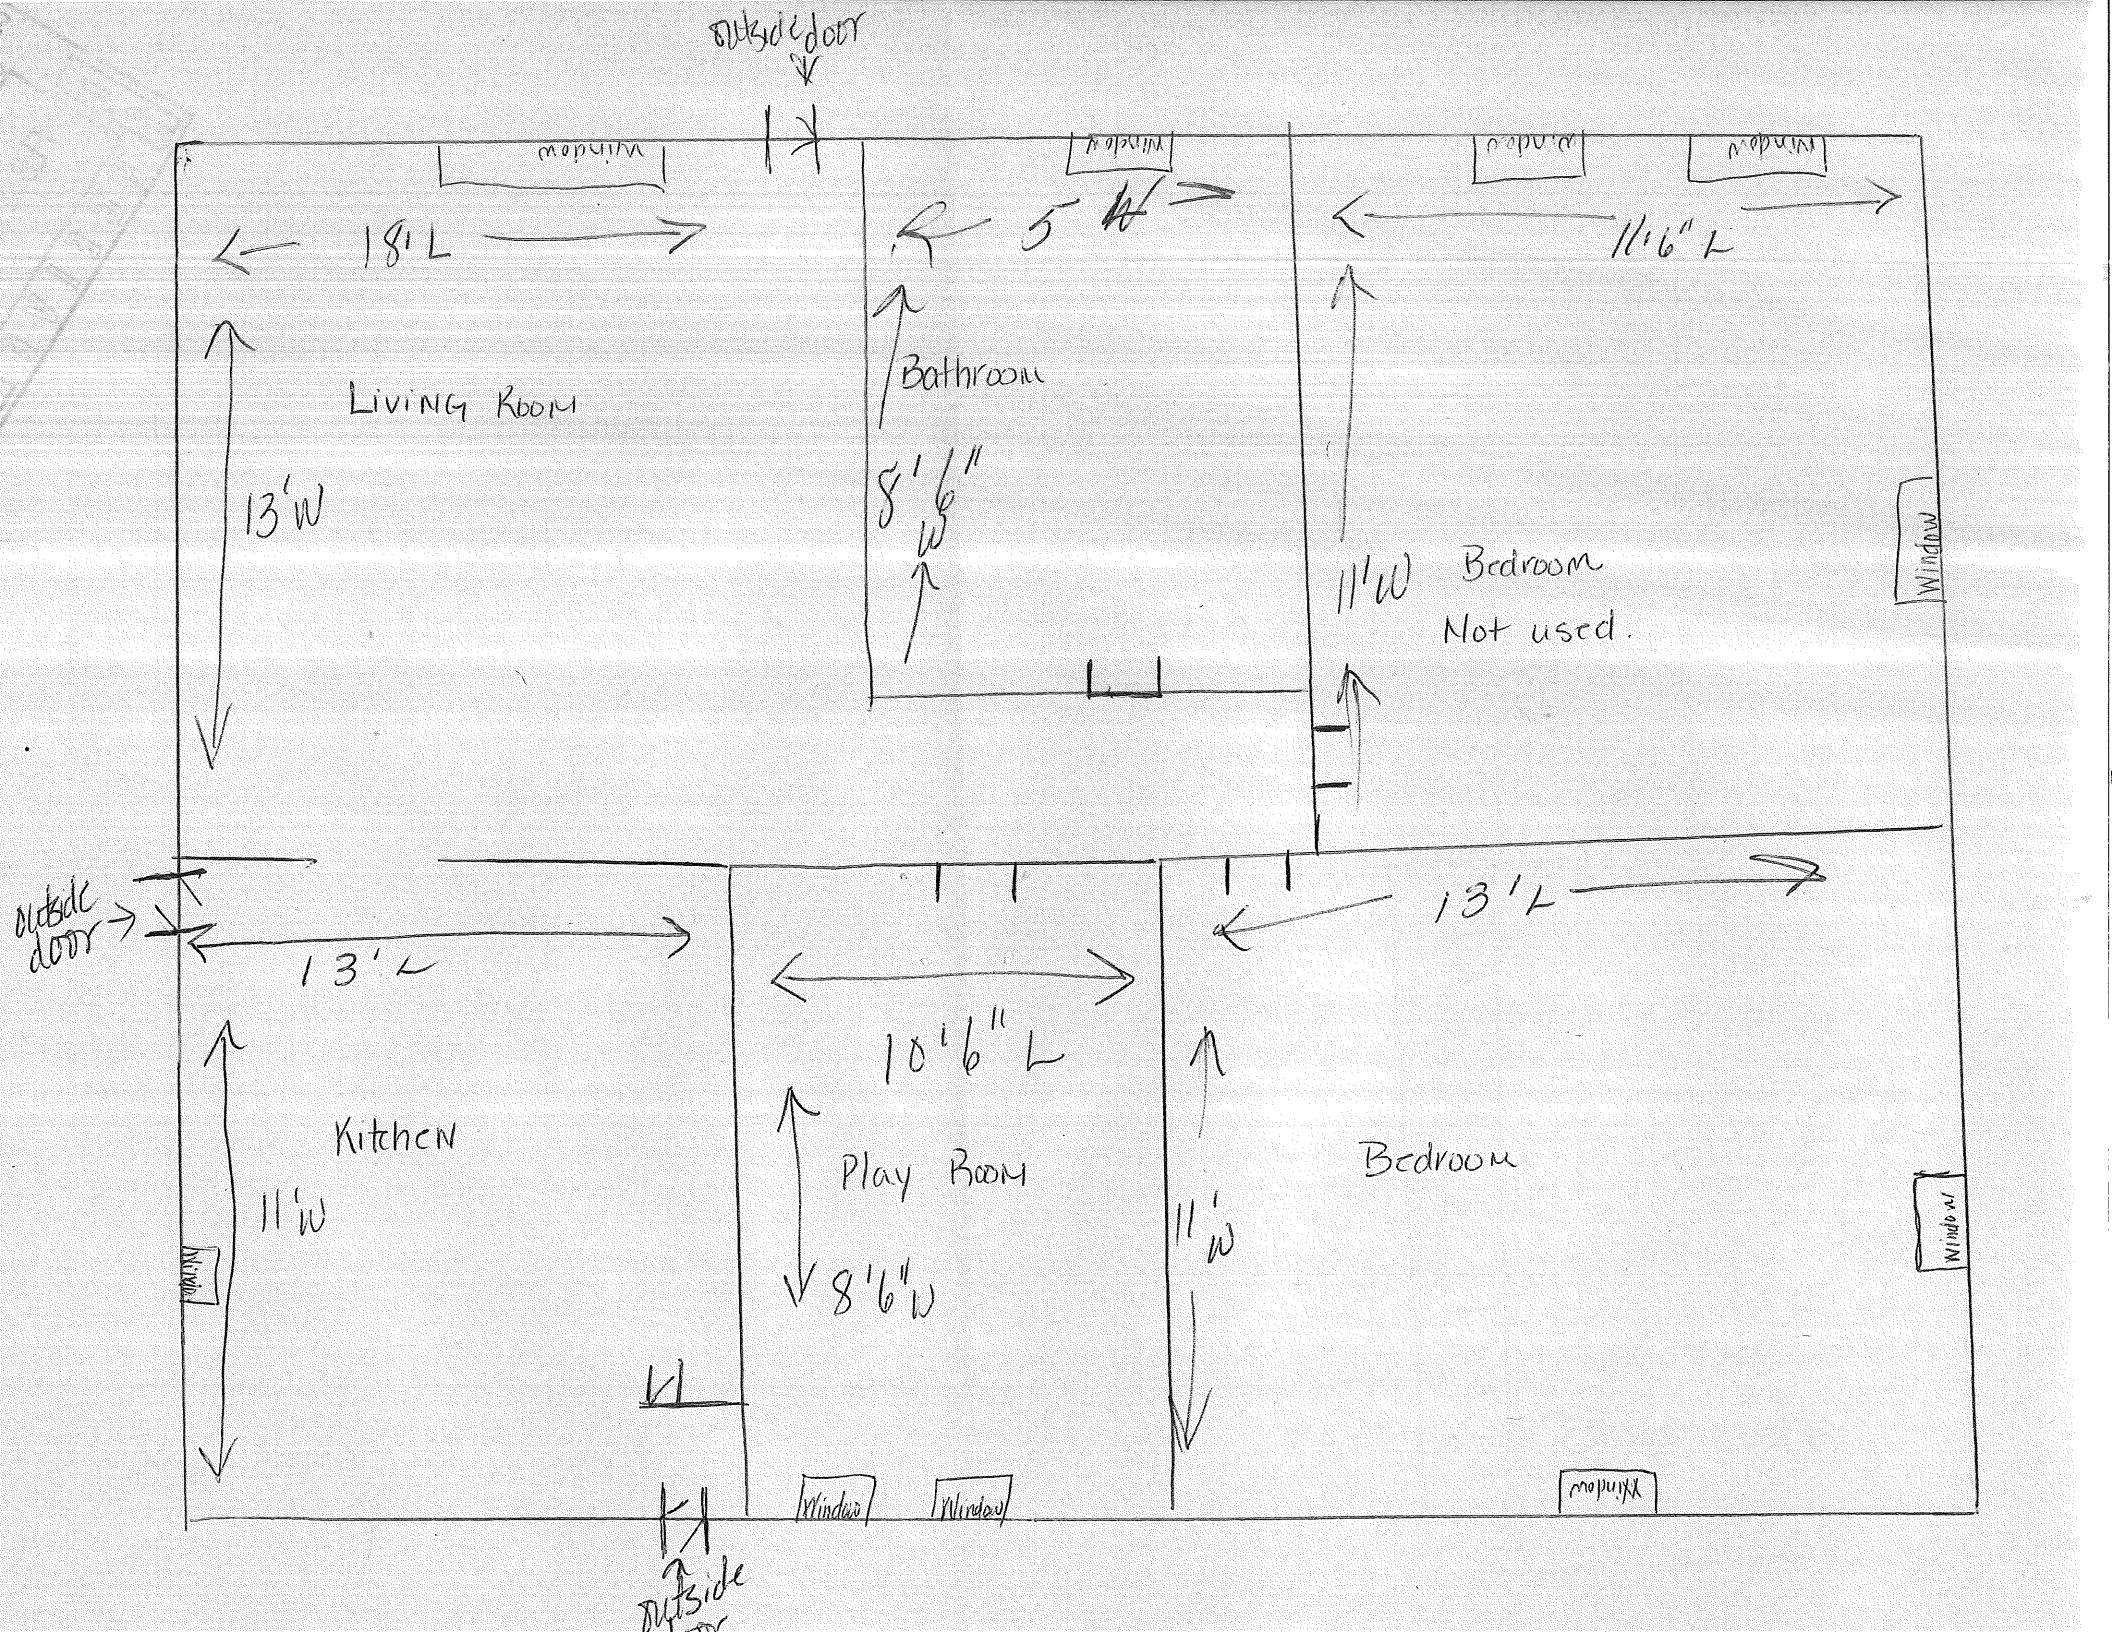 outside door
Window
Window
Window
Window
18' L
5 W
11'6" L
Bathroom
Living Room
8'6"
W
13' W
Window
11' W
Bedroom
Not used.
outside
door
13' L
13' L
10'6" L
Kitchen
Play Room
Bedroom
11' W
11' W
Window
8'6" W
Window
Window
Window
outside